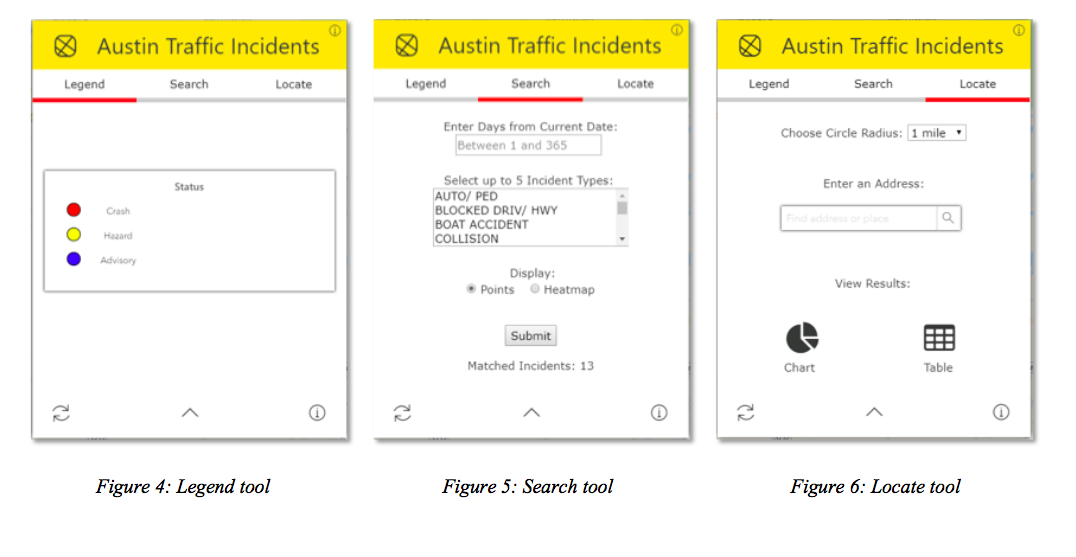 Austin Traffic Incidents
Legend Search Locate
Status
Crash
Hazard
Advisory
Figure 4: Legend tool
Austin Traffic Incidents
Legend Search Locate
Enter Days from Current Date:
Between 1 and 365
Select up to 5 Incident Types:
AUTO/ PED
BLOCKED DRIV/ HWY
BOAT ACCIDENT
COLLISION
Display:
Points Heatmap
Submit
Matched Incidents: 13
Figure 5: Search tool
Austin Traffic Incidents
Legend Search Locate
Choose Circle Radius: 1 mile
Enter an Address:
Find address or place
View Results:
Chart Table
Figure 6: Locate tool